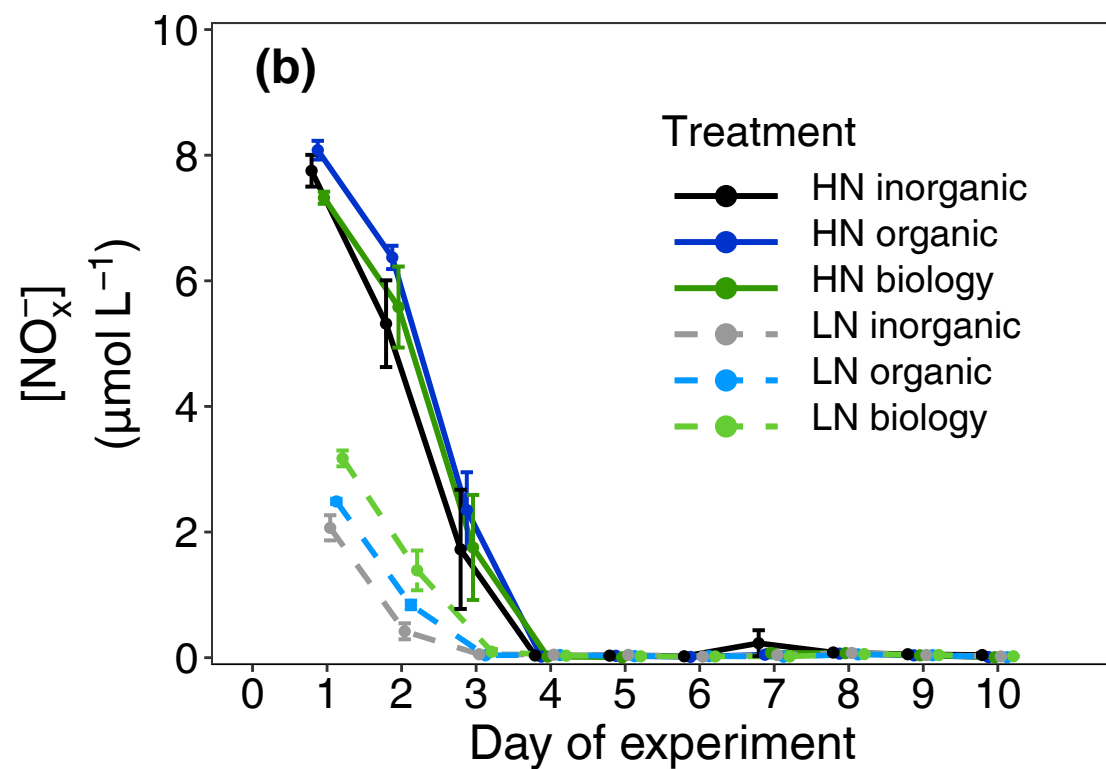 (b)
10
8
6
4
2
0
[NOₓ⁻]
(µmol L⁻¹)
Treatment
HN inorganic
HN organic
HN biology
LN inorganic
LN organic
LN biology
0 1 2 3 4 5 6 7 8 9 10
Day of experiment